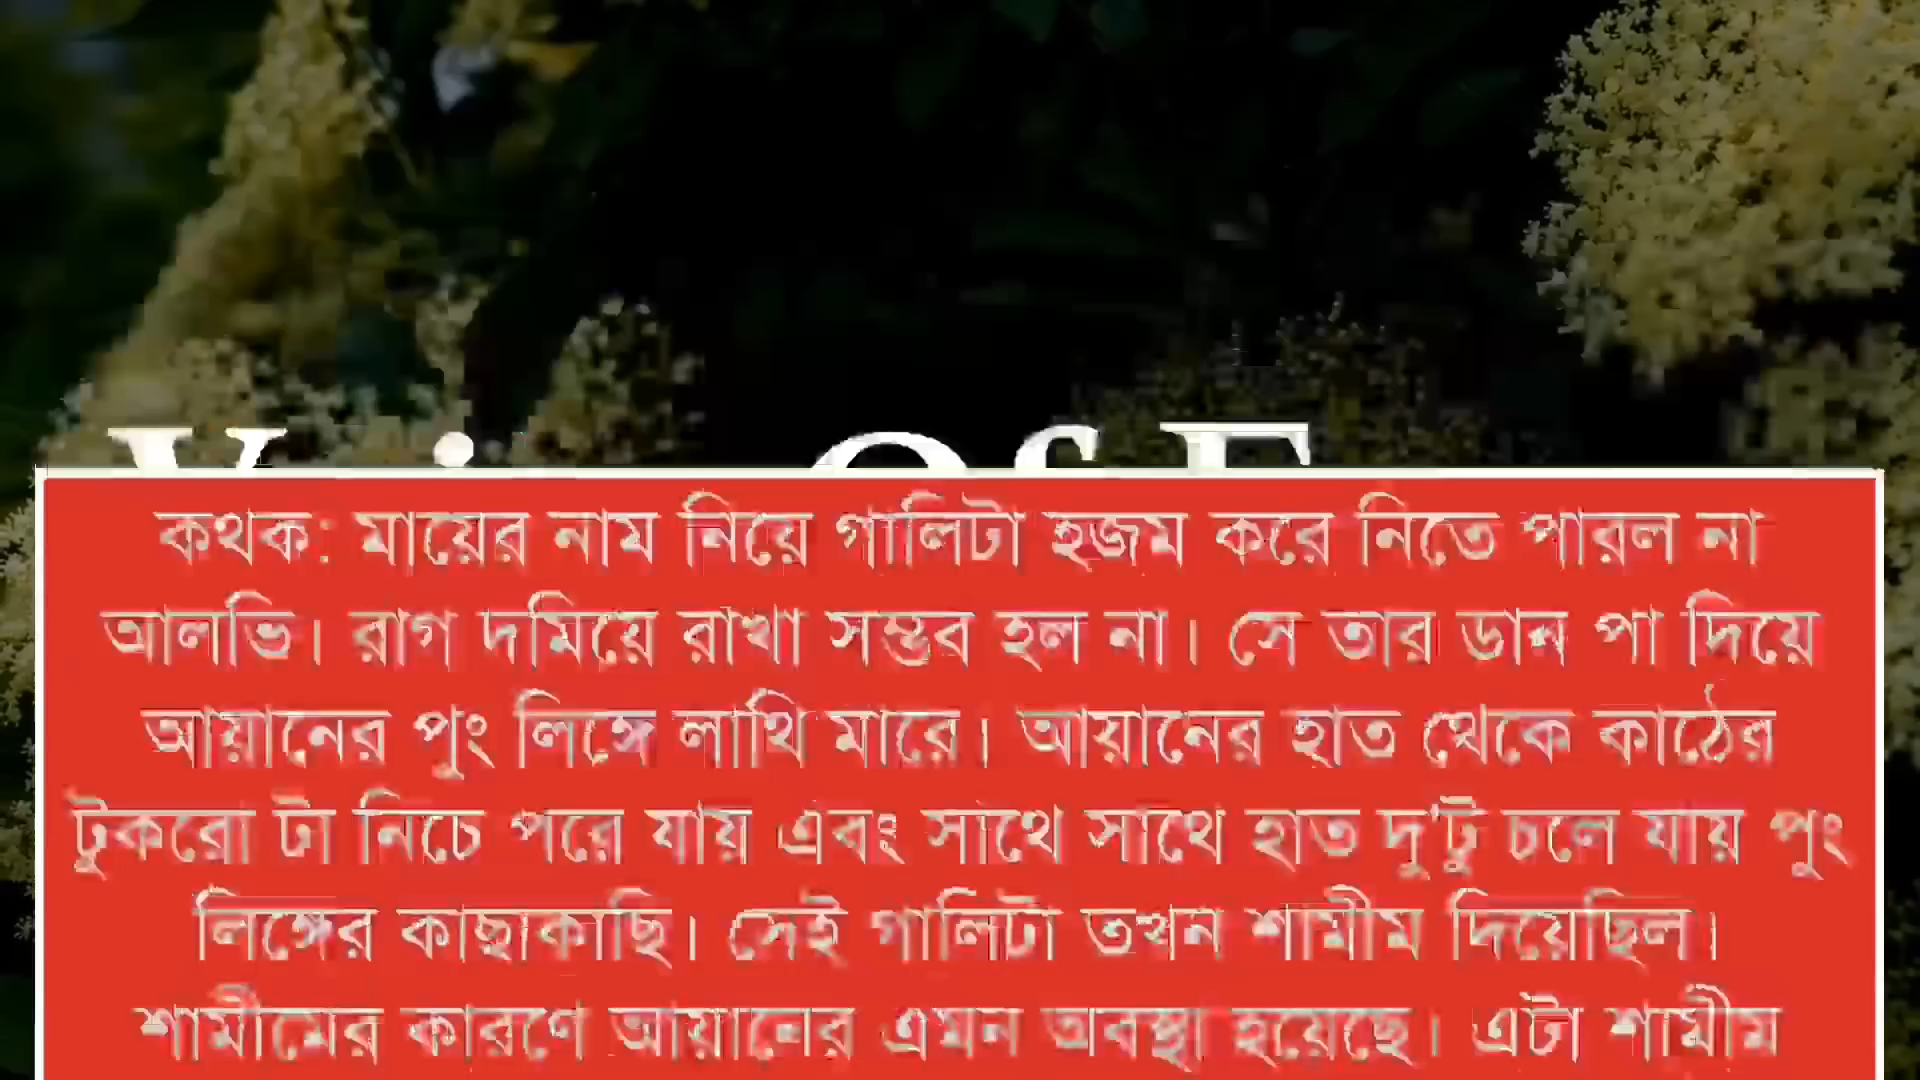 কথক: মায়ের নাম নিয়ে গালিটা হজম করে নিতে পারল না
আলভি। রাগ দমিয়ে রাখা সম্ভব হল না। সে তার ডান পা দিয়ে
আয়ানের পুং লিঙ্গে লাথি মারে। আয়ানের হাত থেকে কাঠের
টুকরো টা নিচে পরে যায় এবং সাথে সাথে হাত দু'টু চলে যায় পুং
লিঙ্গের কাছাকাছি। সেই গালিটা তখন শামীম দিয়েছিল।
শামীমের কারণে আয়ানের এমন অবস্থা হয়েছে। এটা শামীম